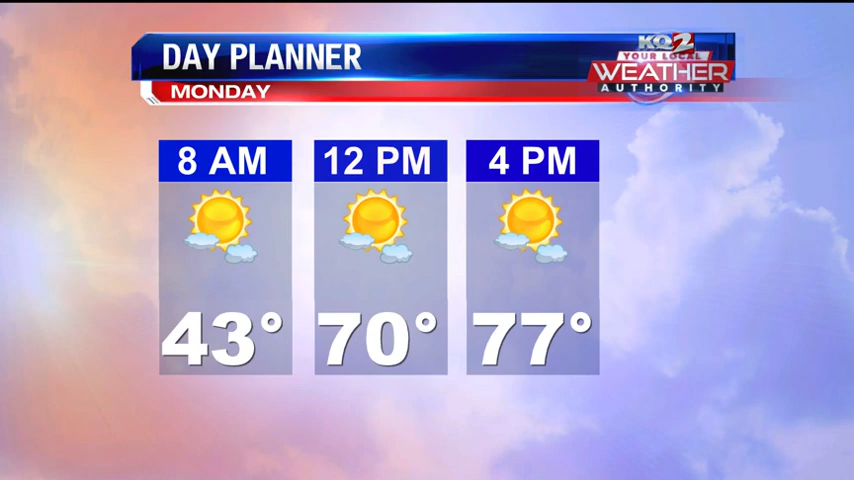 DAY PLANNER
MONDAY
KQ2
YOUR LOCAL
WEATHER
AUTHORITY
8 AM
12 PM
4 PM
43°
70°
77°